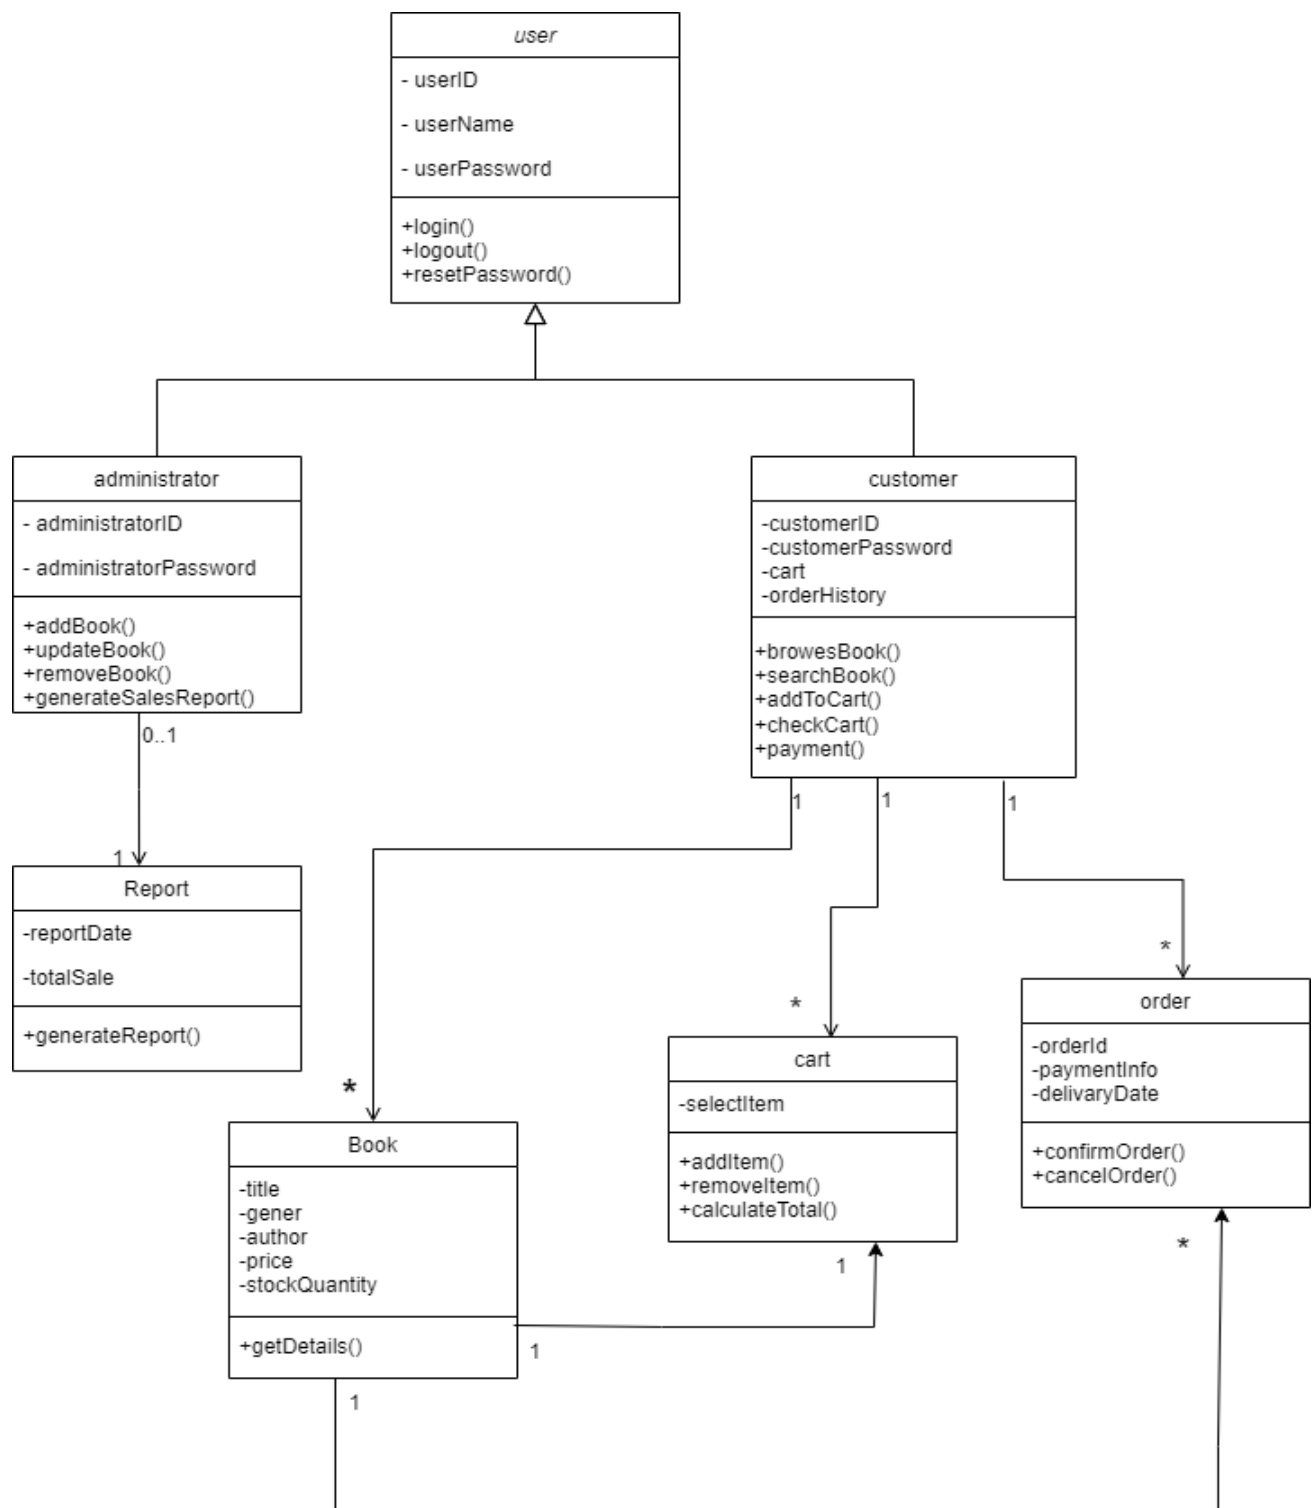 user
- userID
- userName
- userPassword
+login()
+logout()
+resetPassword()
administrator
- administratorID
- administratorPassword
+addBook()
+updateBook()
+removeBook()
+generateSalesReport()
0..1
1
customer
-customerID
-customerPassword
-cart
-orderHistory
+browesBook()
+searchBook()
+addToCart()
+checkCart()
+payment()
1
1
1
Report
-reportDate
-totalSale
+generateReport()
*
*
*
order
-orderId
-paymentInfo
-delivaryDate
+confirmOrder()
+cancelOrder()
*
cart
-selectItem
+addItem()
+removeItem()
+calculateTotal()
1
Book
-title
-gener
-author
-price
-stockQuantity
+getDetails()
1
1